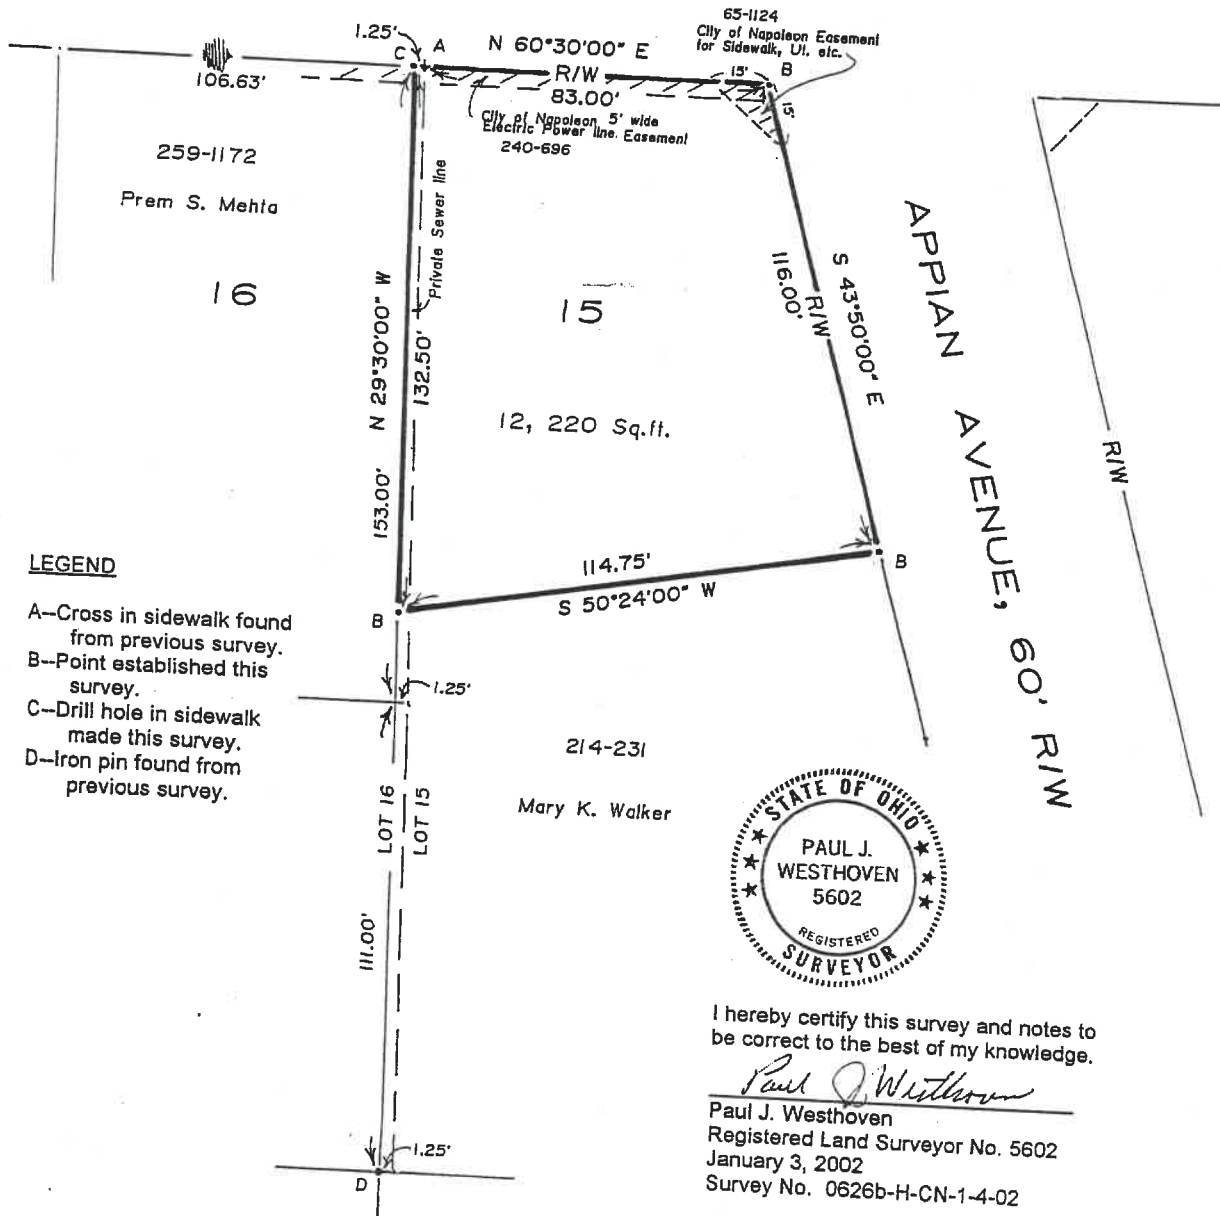 65-1124
City of Napoleon Easement
for Sidewalk, Ut. etc.
1.25'
C
A
N 60°30'00" E
R/W
83.00'
15'
B
15'
106.63'
City of Napoleon 5' wide
Electric Power line Easement
240-696
259-1172
Prem S. Mehta
16
N 29°30'00" W
153.00'
132.50'
Private Sewer line
15
12, 220 Sq.ft.
S 43°50'00" E
116.00'
R/W
APPIAN AVENUE, 60' R/W
R/W
114.75'
S 50°24'00" W
B
B
LEGEND
A--Cross in sidewalk found
from previous survey.
B--Point established this
survey.
C--Drill hole in sidewalk
made this survey.
D--Iron pin found from
previous survey.
1.25'
LOT 16
LOT 15
214-231
Mary K. Walker
111.00'
1.25'
D
STATE OF OHIO
PAUL J.
WESTHOVEN
5602
REGISTERED
SURVEYOR
I hereby certify this survey and notes to
be correct to the best of my knowledge.
Paul J Westhoven
Paul J. Westhoven
Registered Land Surveyor No. 5602
January 3, 2002
Survey No. 0626b-H-CN-1-4-02